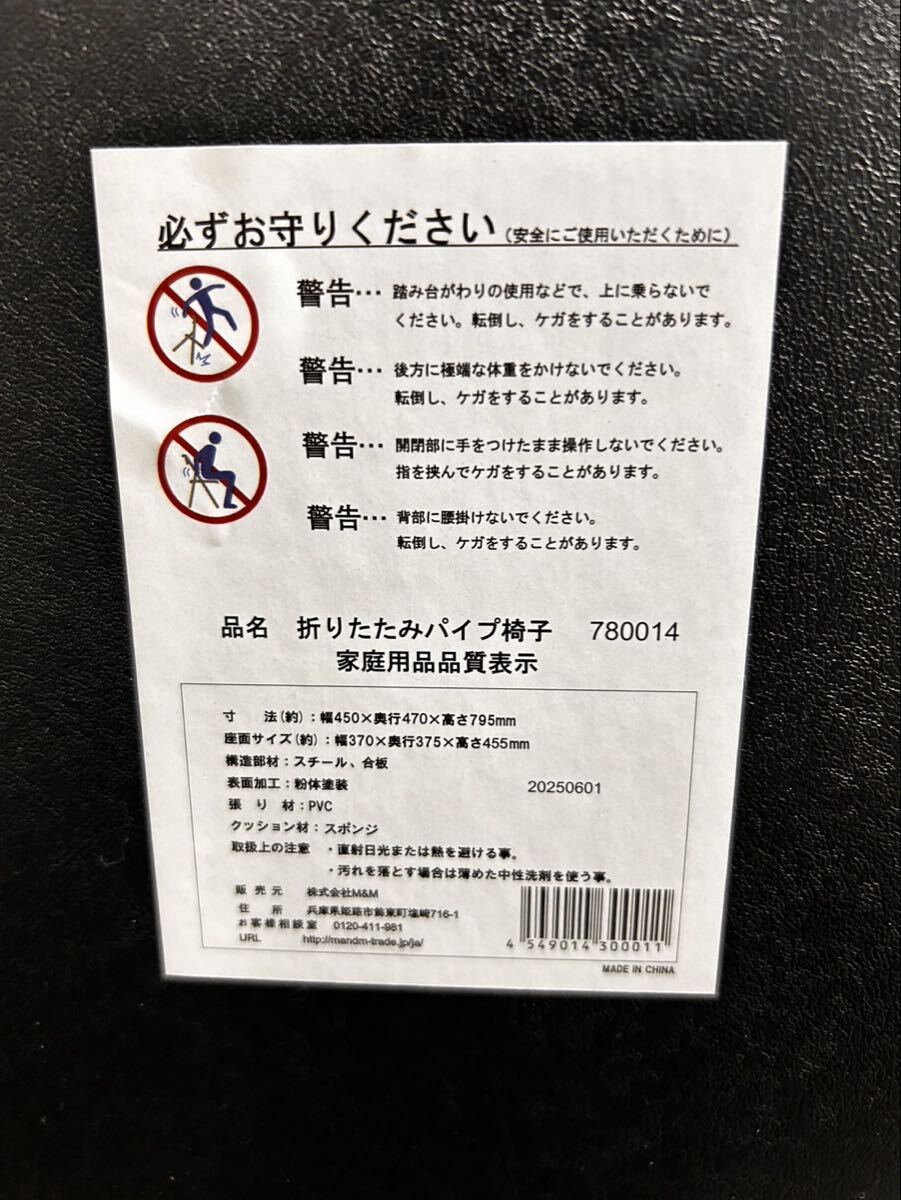 必ずお守りください（安全にご使用いただくために）
警告… 踏み台がわりの使用などで、上に乗らないで
ください。転倒し、ケガをすることがあります。
警告… 後方に極端な体重をかけないでください。
転倒し、ケガをすることがあります。
警告… 開閉部に手をつけたまま操作しないでください。
指を挟んでケガをすることがあります。
警告… 背部に腰掛けないでください。
転倒し、ケガをすることがあります。
品名 折りたたみパイプ椅子 780014
家庭用品品質表示
寸 法(約)：幅450×奥行470×高さ795mm
座面サイズ(約)：幅370×奥行375×高さ455mm
構造部材：スチール、合板
表面加工：粉体塗装 20250601
張 り 材：PVC
クッション材：スポンジ
取扱上の注意 ・直射日光または熱を避ける事。
・汚れを落とす場合は薄めた中性洗剤を使う事。
販 売 元 株式会社M&M
住 所 兵庫県姫路市飾東町塩崎716-1
お客様相談室 0120-411-981
URL http://mandm-trade.jp/ja/
4 549014 300011
MADE IN CHINA